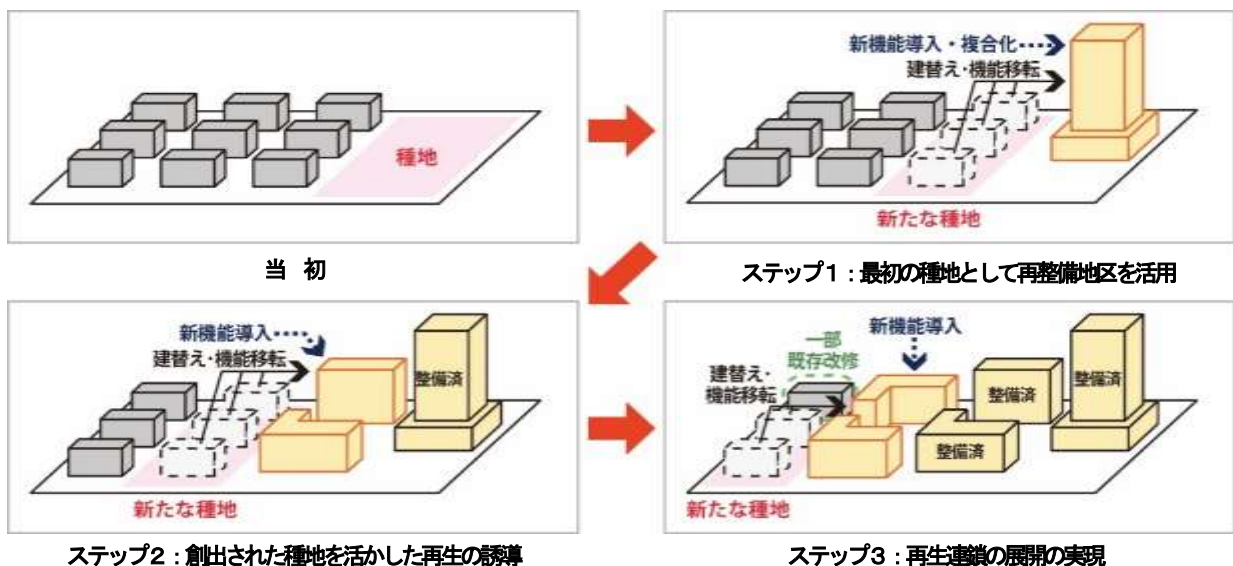 種地
当 初
新機能導入・複合化
建替え・機能移転
新たな種地
ステップ1:最初の種地として再整備地区を活用
新機能導入
建替え・機能移転
整備済
新たな種地
ステップ2:創出された種地を活かした再生の誘導
新機能導入
一部
既存改修
建替え・
機能移転
整備済
整備済
整備済
新たな種地
ステップ3:再生連鎖の展開の実現